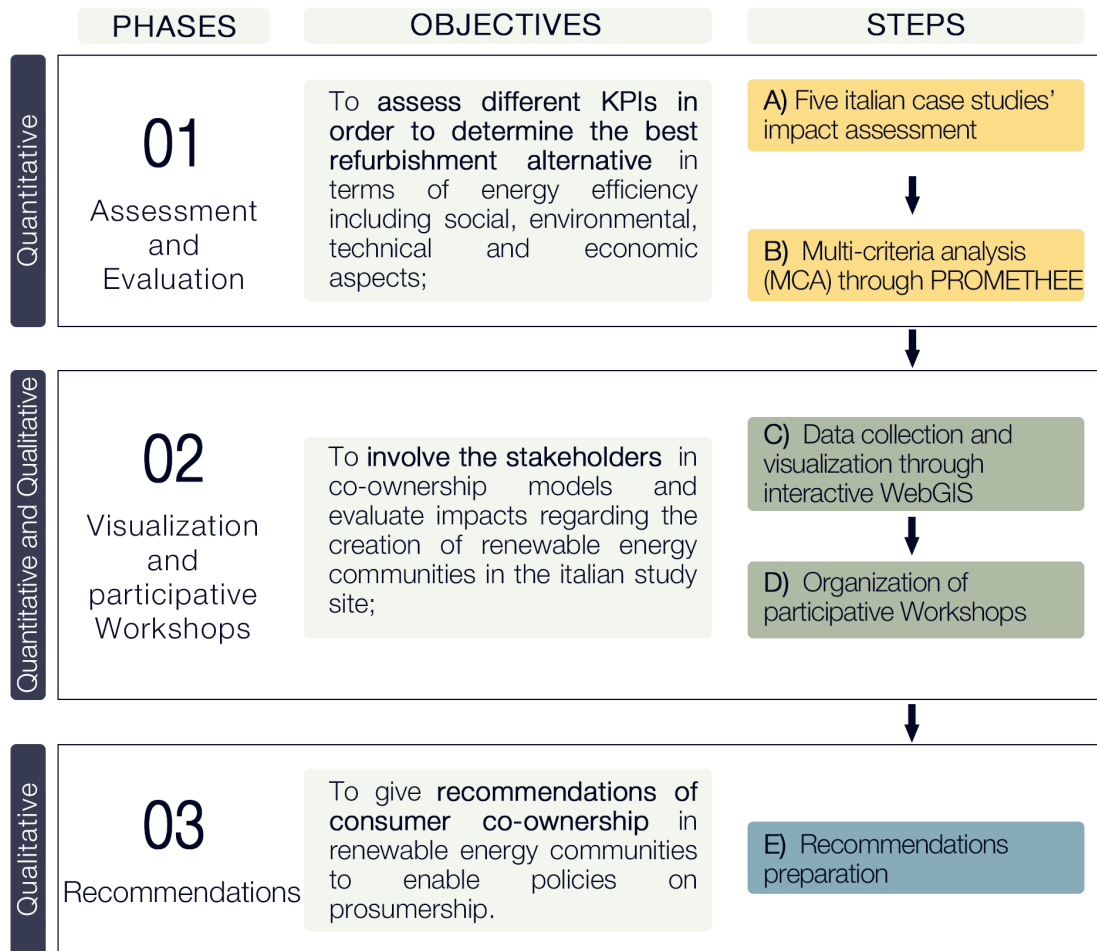 PHASES
OBJECTIVES
STEPS
Quantitative
01
Assessment
and
Evaluation
To assess different KPIs in
order to determine the best
refurbishment alternative in
terms of energy efficiency
including social, environmental,
technical and economic
aspects;
A) Five italian case studies’
impact assessment
B) Multi-criteria analysis
(MCA) through PROMETHEE
Quantitative and Qualitative
02
Visualization
and
participative
Workshops
To involve the stakeholders in
co-ownership models and
evaluate impacts regarding the
creation of renewable energy
communities in the italian study
site;
C) Data collection and
visualization through
interactive WebGIS
D) Organization of
participative Workshops
Qualitative
03
Recommendations
To give recommendations of
consumer co-ownership in
renewable energy communities
to enable policies on
prosumership.
E) Recommendations
preparation